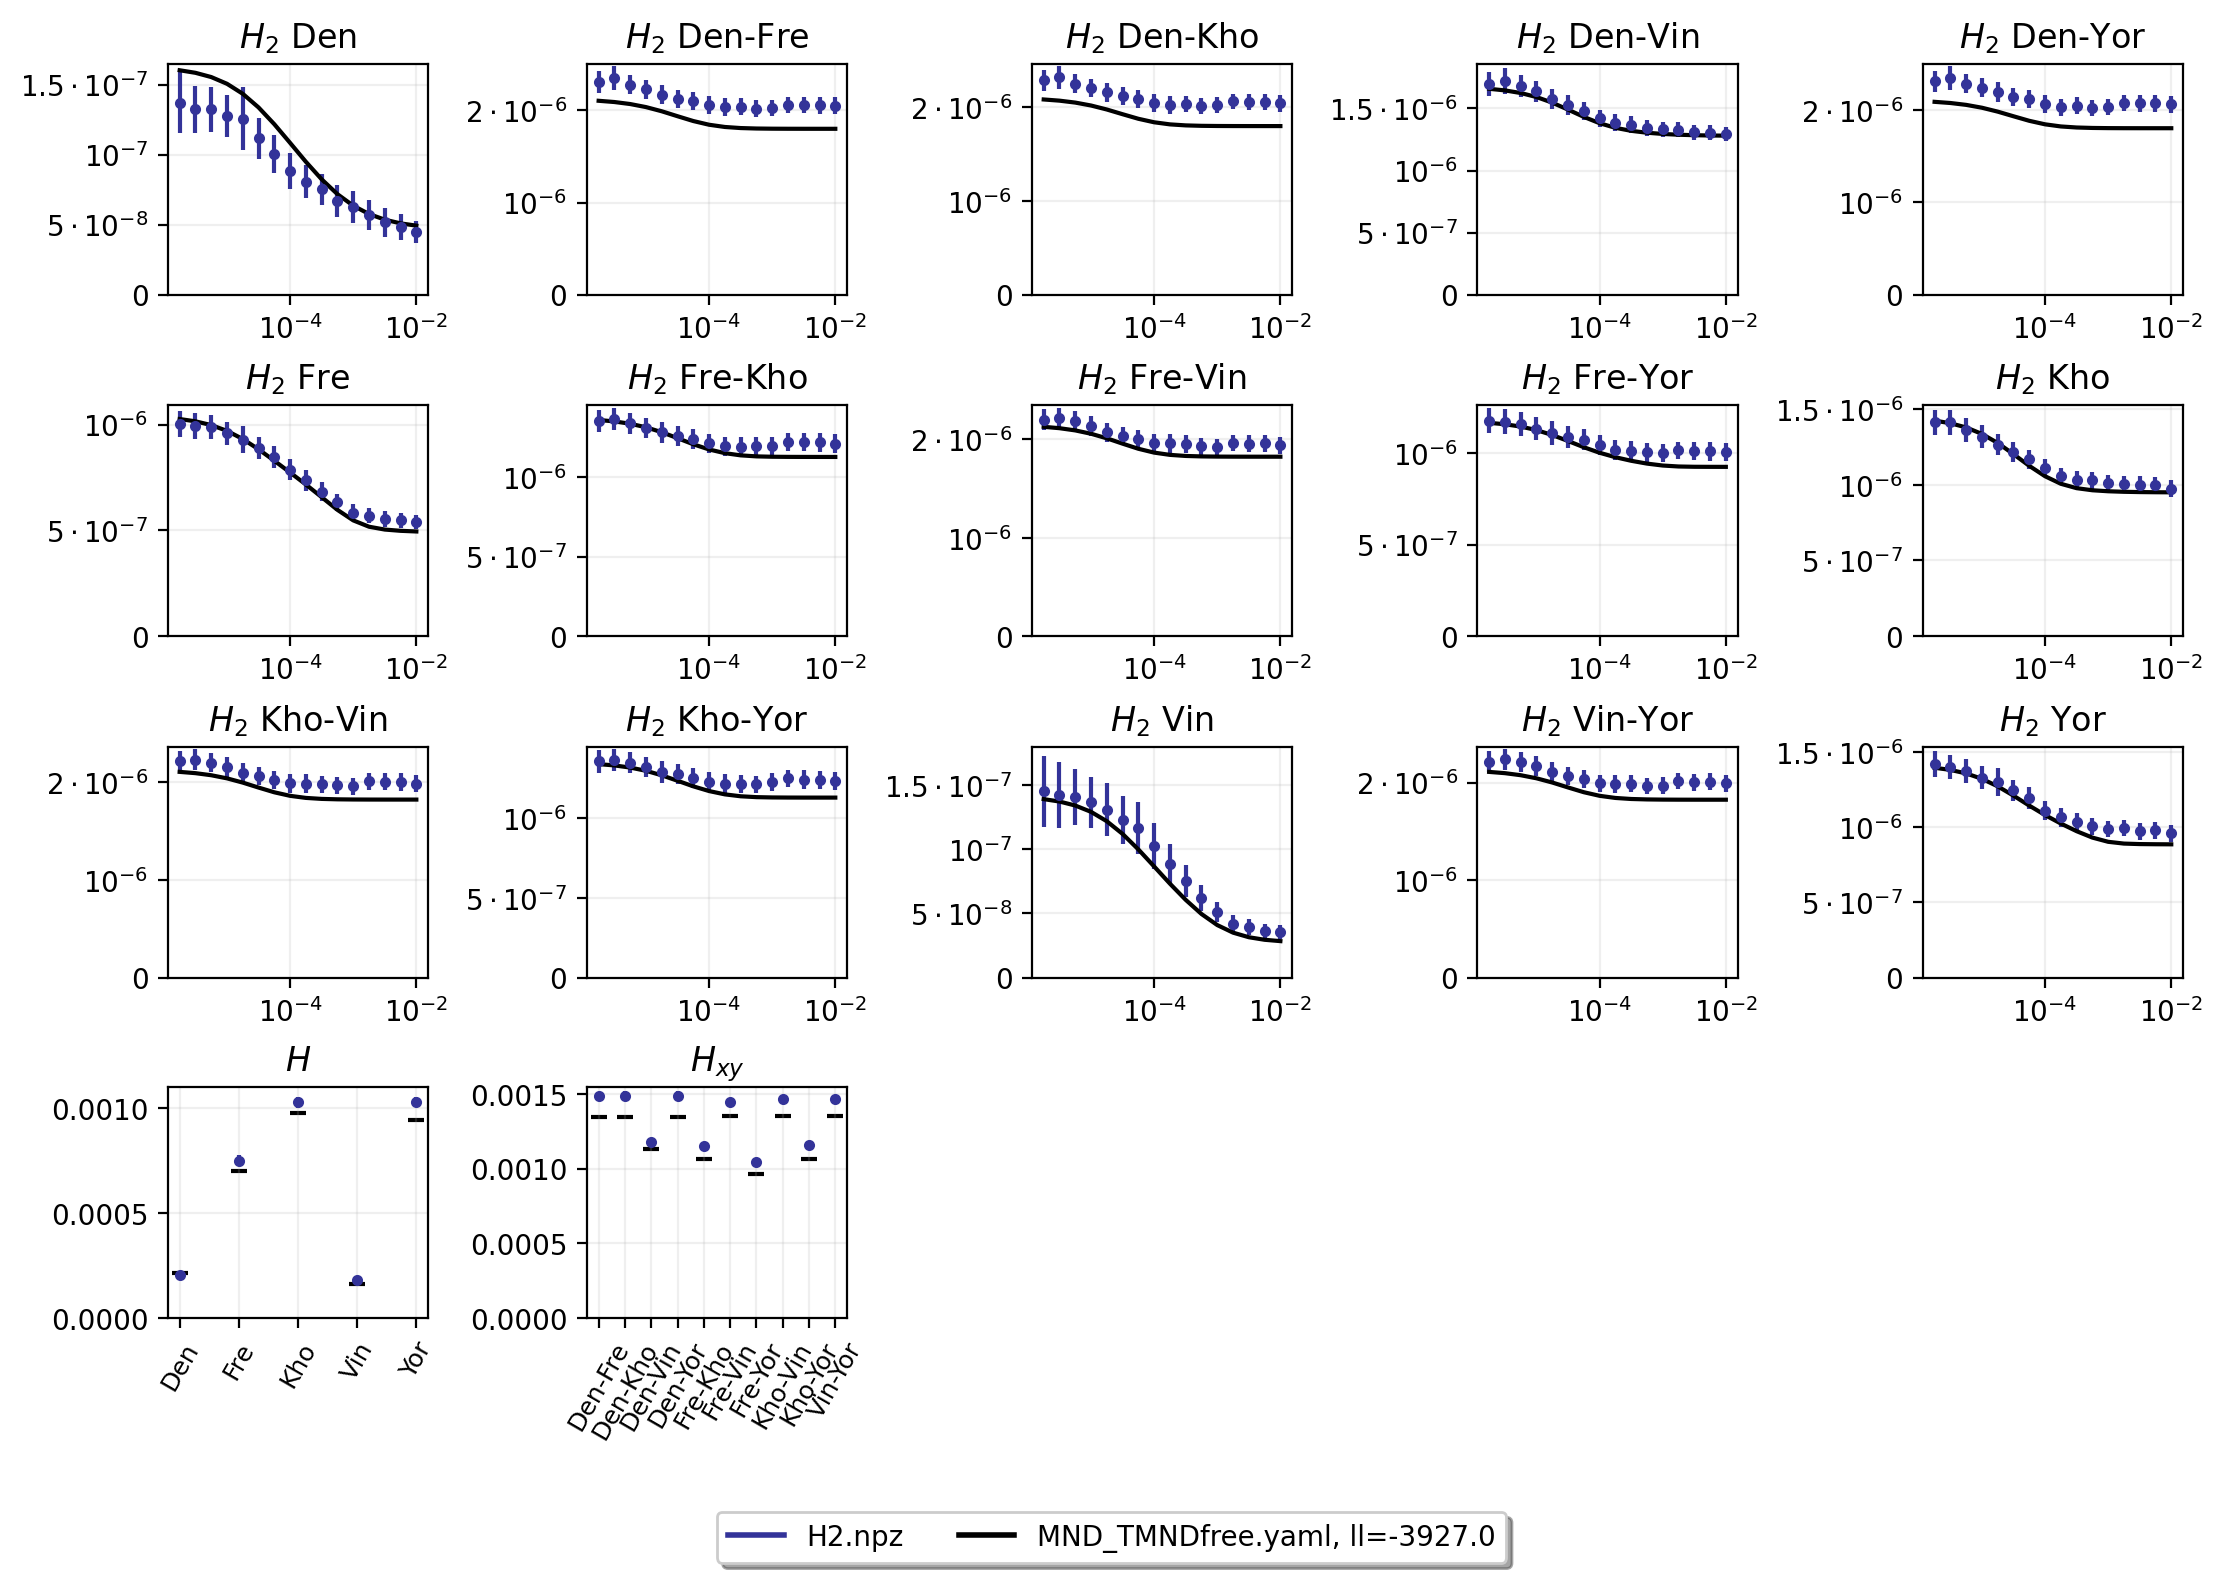 H₂ Den
H₂ Den-Fre
H₂ Den-Kho
H₂ Den-Vin
H₂ Den-Yor
1.5·10⁻⁷
10⁻⁷
5·10⁻⁸
0
10⁻⁴ 10⁻²
2·10⁻⁶
10⁻⁶
0
10⁻⁴ 10⁻²
2·10⁻⁶
10⁻⁶
0
10⁻⁴ 10⁻²
1.5·10⁻⁶
10⁻⁶
5·10⁻⁷
0
10⁻⁴ 10⁻²
2·10⁻⁶
10⁻⁶
0
10⁻⁴ 10⁻²
H₂ Fre
H₂ Fre-Kho
H₂ Fre-Vin
H₂ Fre-Yor
H₂ Kho
10⁻⁶
5·10⁻⁷
0
10⁻⁴ 10⁻²
10⁻⁶
5·10⁻⁷
0
10⁻⁴ 10⁻²
2·10⁻⁶
10⁻⁶
0
10⁻⁴ 10⁻²
10⁻⁶
5·10⁻⁷
0
10⁻⁴ 10⁻²
1.5·10⁻⁶
10⁻⁶
5·10⁻⁷
0
10⁻⁴ 10⁻²
H₂ Kho-Vin
H₂ Kho-Yor
H₂ Vin
H₂ Vin-Yor
H₂ Yor
2·10⁻⁶
10⁻⁶
0
10⁻⁴ 10⁻²
10⁻⁶
5·10⁻⁷
0
10⁻⁴ 10⁻²
1.5·10⁻⁷
10⁻⁷
5·10⁻⁸
0
10⁻⁴ 10⁻²
2·10⁻⁶
10⁻⁶
0
10⁻⁴ 10⁻²
1.5·10⁻⁶
10⁻⁶
5·10⁻⁷
0
10⁻⁴ 10⁻²
H
0.0010
0.0005
0.0000
Den
Fre
Kho
Vin
Yor
Hxy
0.0015
0.0010
0.0005
0.0000
Den-Fre
Den-Kho
Den-Vin
Den-Yor
Fre-Kho
Fre-Vin
Fre-Yor
Kho-Vin
Kho-Yor
Vin-Yor
H2.npz
MND_TMNDfree.yaml, ll=-3927.0